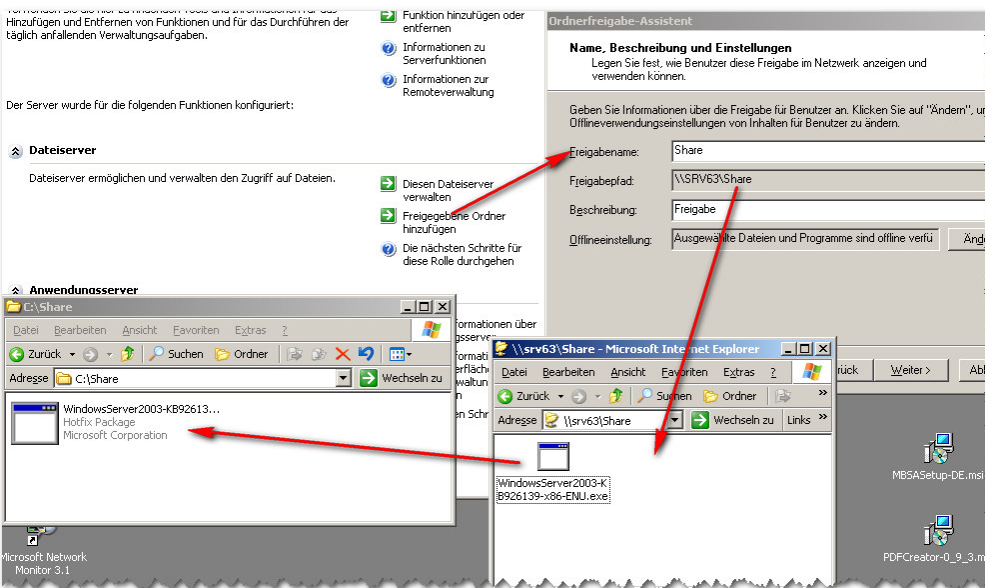 Hinzufügen und Entfernen von Funktionen und für das Durchführen der
täglich anfallenden Verwaltungsaufgaben.
Funktion hinzufügen oder
entfernen
Informationen zu
Serverfunktionen
Informationen zur
Remoteverwaltung
Der Server wurde für die folgenden Funktionen konfiguriert:
Dateiserver
Dateiserver ermöglichen und verwalten den Zugriff auf Dateien.
Diesen Dateiserver
verwalten
Freigegebene Ordner
hinzufügen
Die nächsten Schritte für
diese Rolle durchgehen
Anwendungsserver
Ordnerfreigabe-Assistent
Name, Beschreibung und Einstellungen
Legen Sie fest, wie Benutzer diese Freigabe im Netzwerk anzeigen und
verwenden können.
Geben Sie Informationen über die Freigabe für Benutzer an. Klicken Sie auf "Ändern", u
Offlineverwendungseinstellungen von Inhalten für Benutzer zu ändern.
Freigabename: Share
Freigabepfad: \\SRV63\Share
Beschreibung: Freigabe
Offlineeinstellung: Ausgewählte Dateien und Programme sind offline verfü
Weiter >
C:\Share
Datei Bearbeiten Ansicht Favoriten Extras ?
Zurück Suchen Ordner
Adresse C:\Share Wechseln zu
WindowsServer2003-KB92613...
Hotfix Package
Microsoft Corporation
\\srv63\Share - Microsoft Internet Explorer
Datei Bearbeiten Ansicht Favoriten Extras ?
Zurück Suchen Ordner »
Adresse \\srv63\Share Wechseln zu Links »
WindowsServer2003-K
B926139-x86-ENU.exe
Microsoft Network
Monitor 3.1
MBSASetup-DE.msi
PDFCreator-0_9_3.m